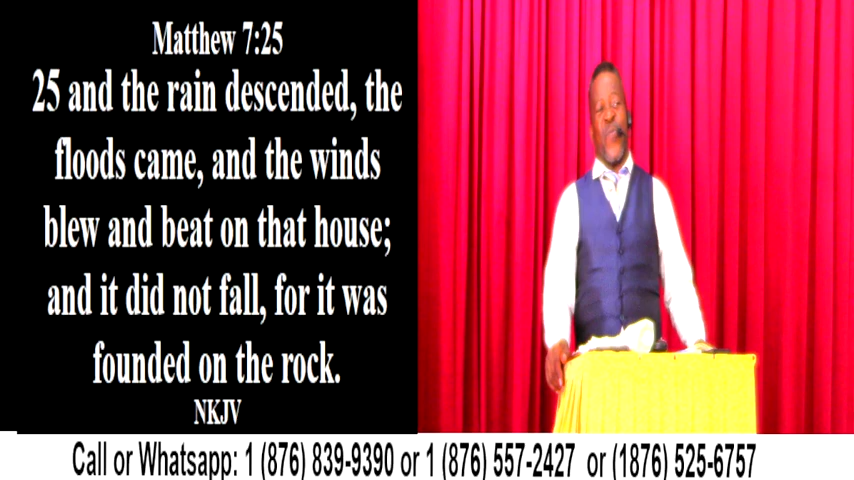 Matthew 7:25
25 and the rain descended, the
floods came, and the winds
blew and beat on that house;
and it did not fall, for it was
founded on the rock.
NKJV
Call or Whatsapp: 1 (876) 839-9390 or 1 (876) 557-2427 or (1876) 525-6757